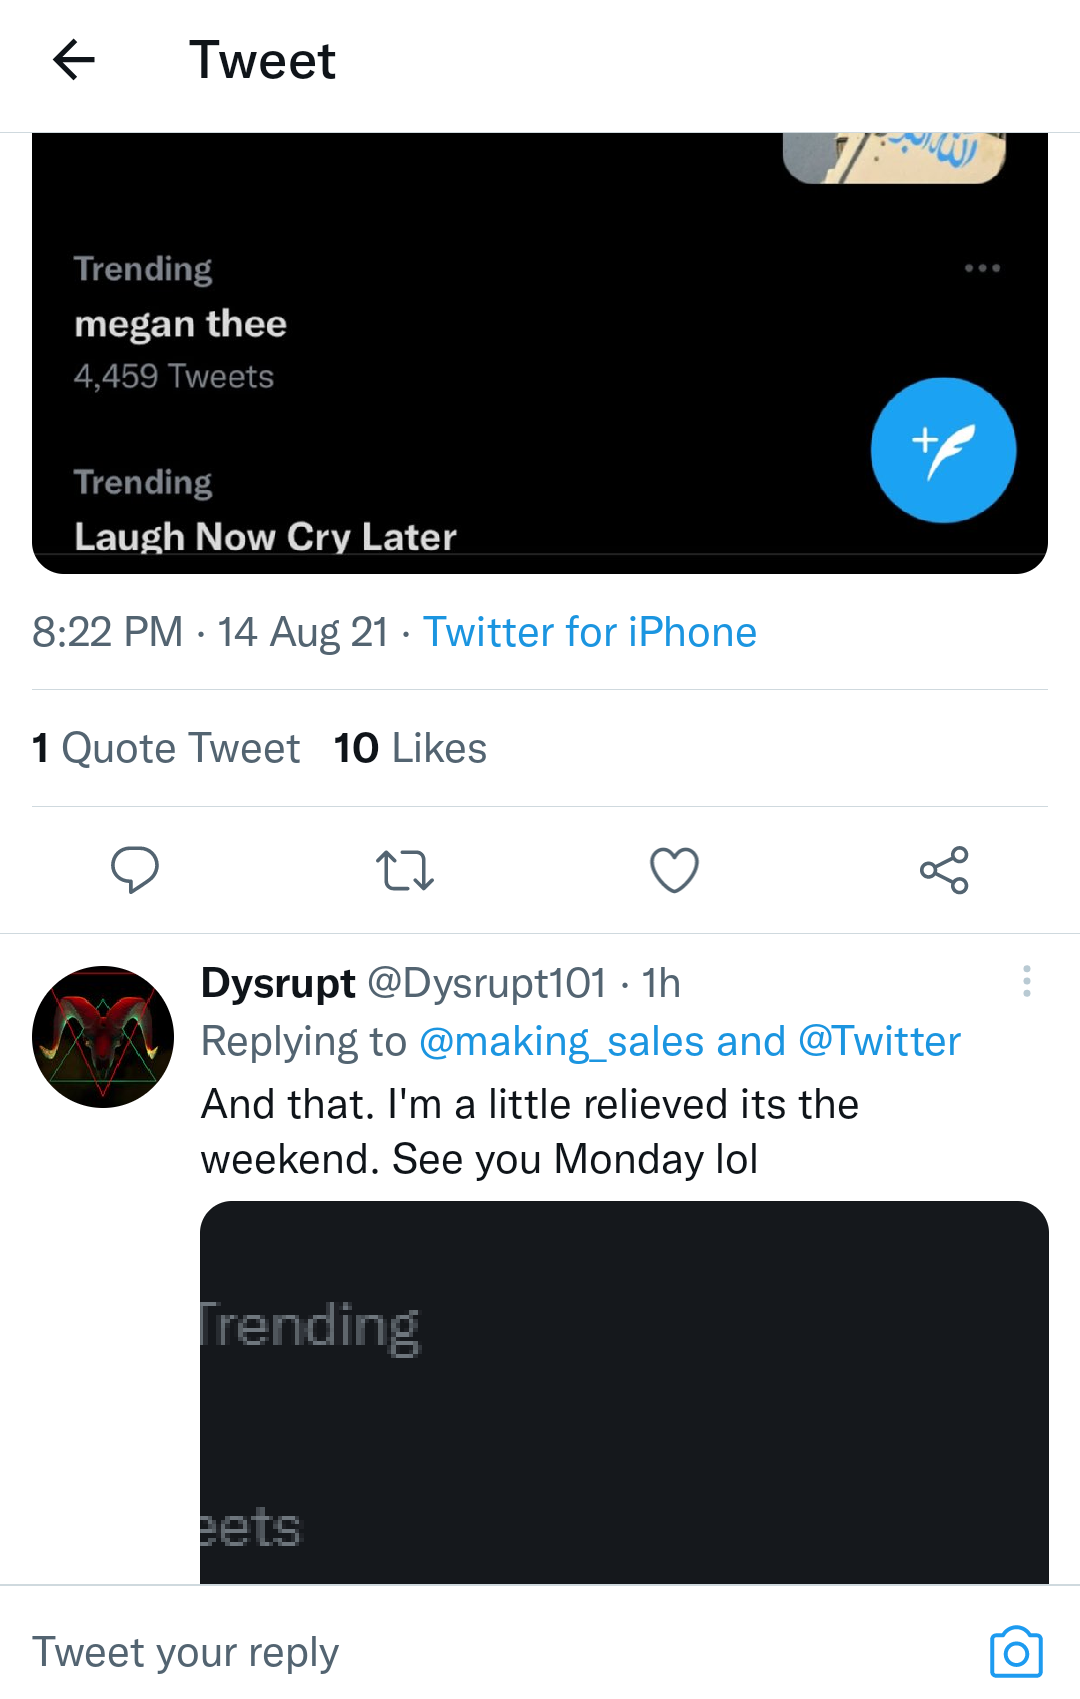 Tweet
Trending
megan thee
4,459 Tweets
Trending
Laugh Now Cry Later
8:22 PM · 14 Aug 21 · Twitter for iPhone
1 Quote Tweet 10 Likes
Dysrupt @Dysrupt101 · 1h
Replying to @making_sales and @Twitter
And that. I'm a little relieved its the
weekend. See you Monday lol
Trending
eets
Tweet your reply